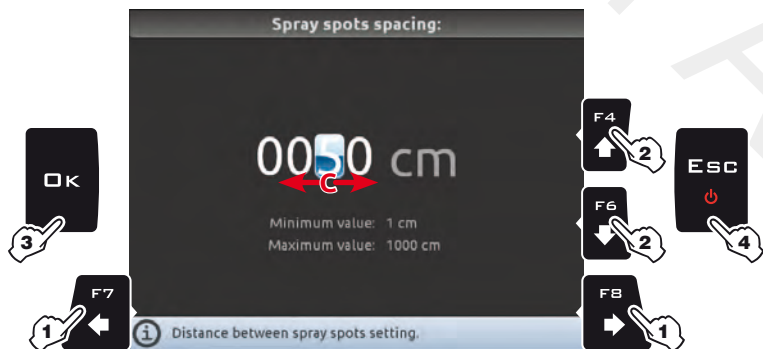 Spray spots spacing:
F4
2
0050 cm
C
OK
ESC
F6
Minimum value: 1 cm
Maximum value: 1000 cm
3
2
4
F7
F8
1
1
i Distance between spray spots setting.